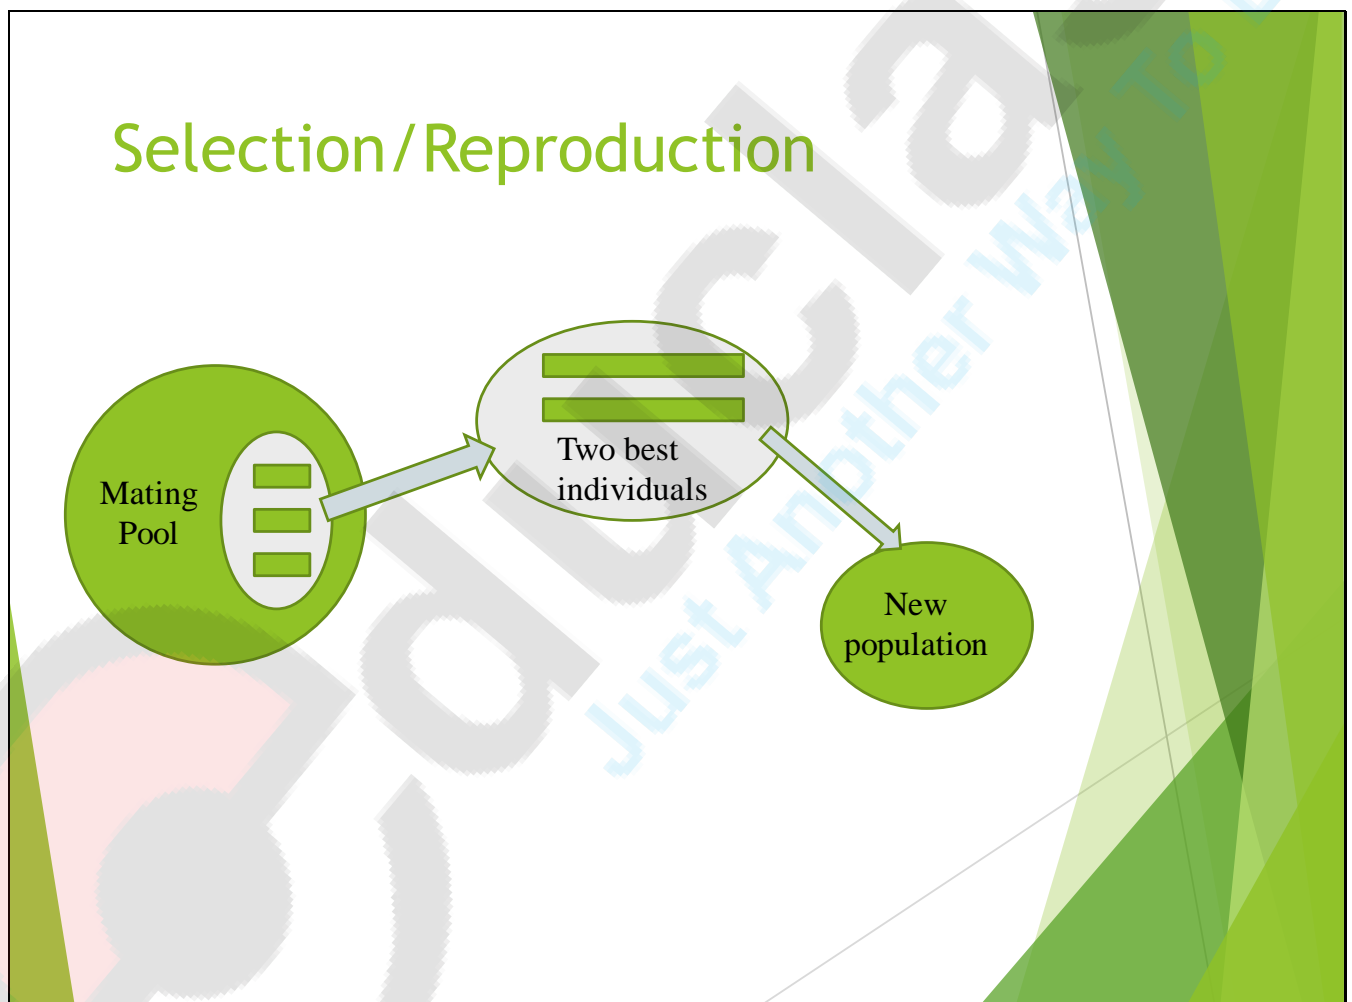 Selection/Reproduction
Two best
individuals
Mating
Pool
New
population
Just Another Way To